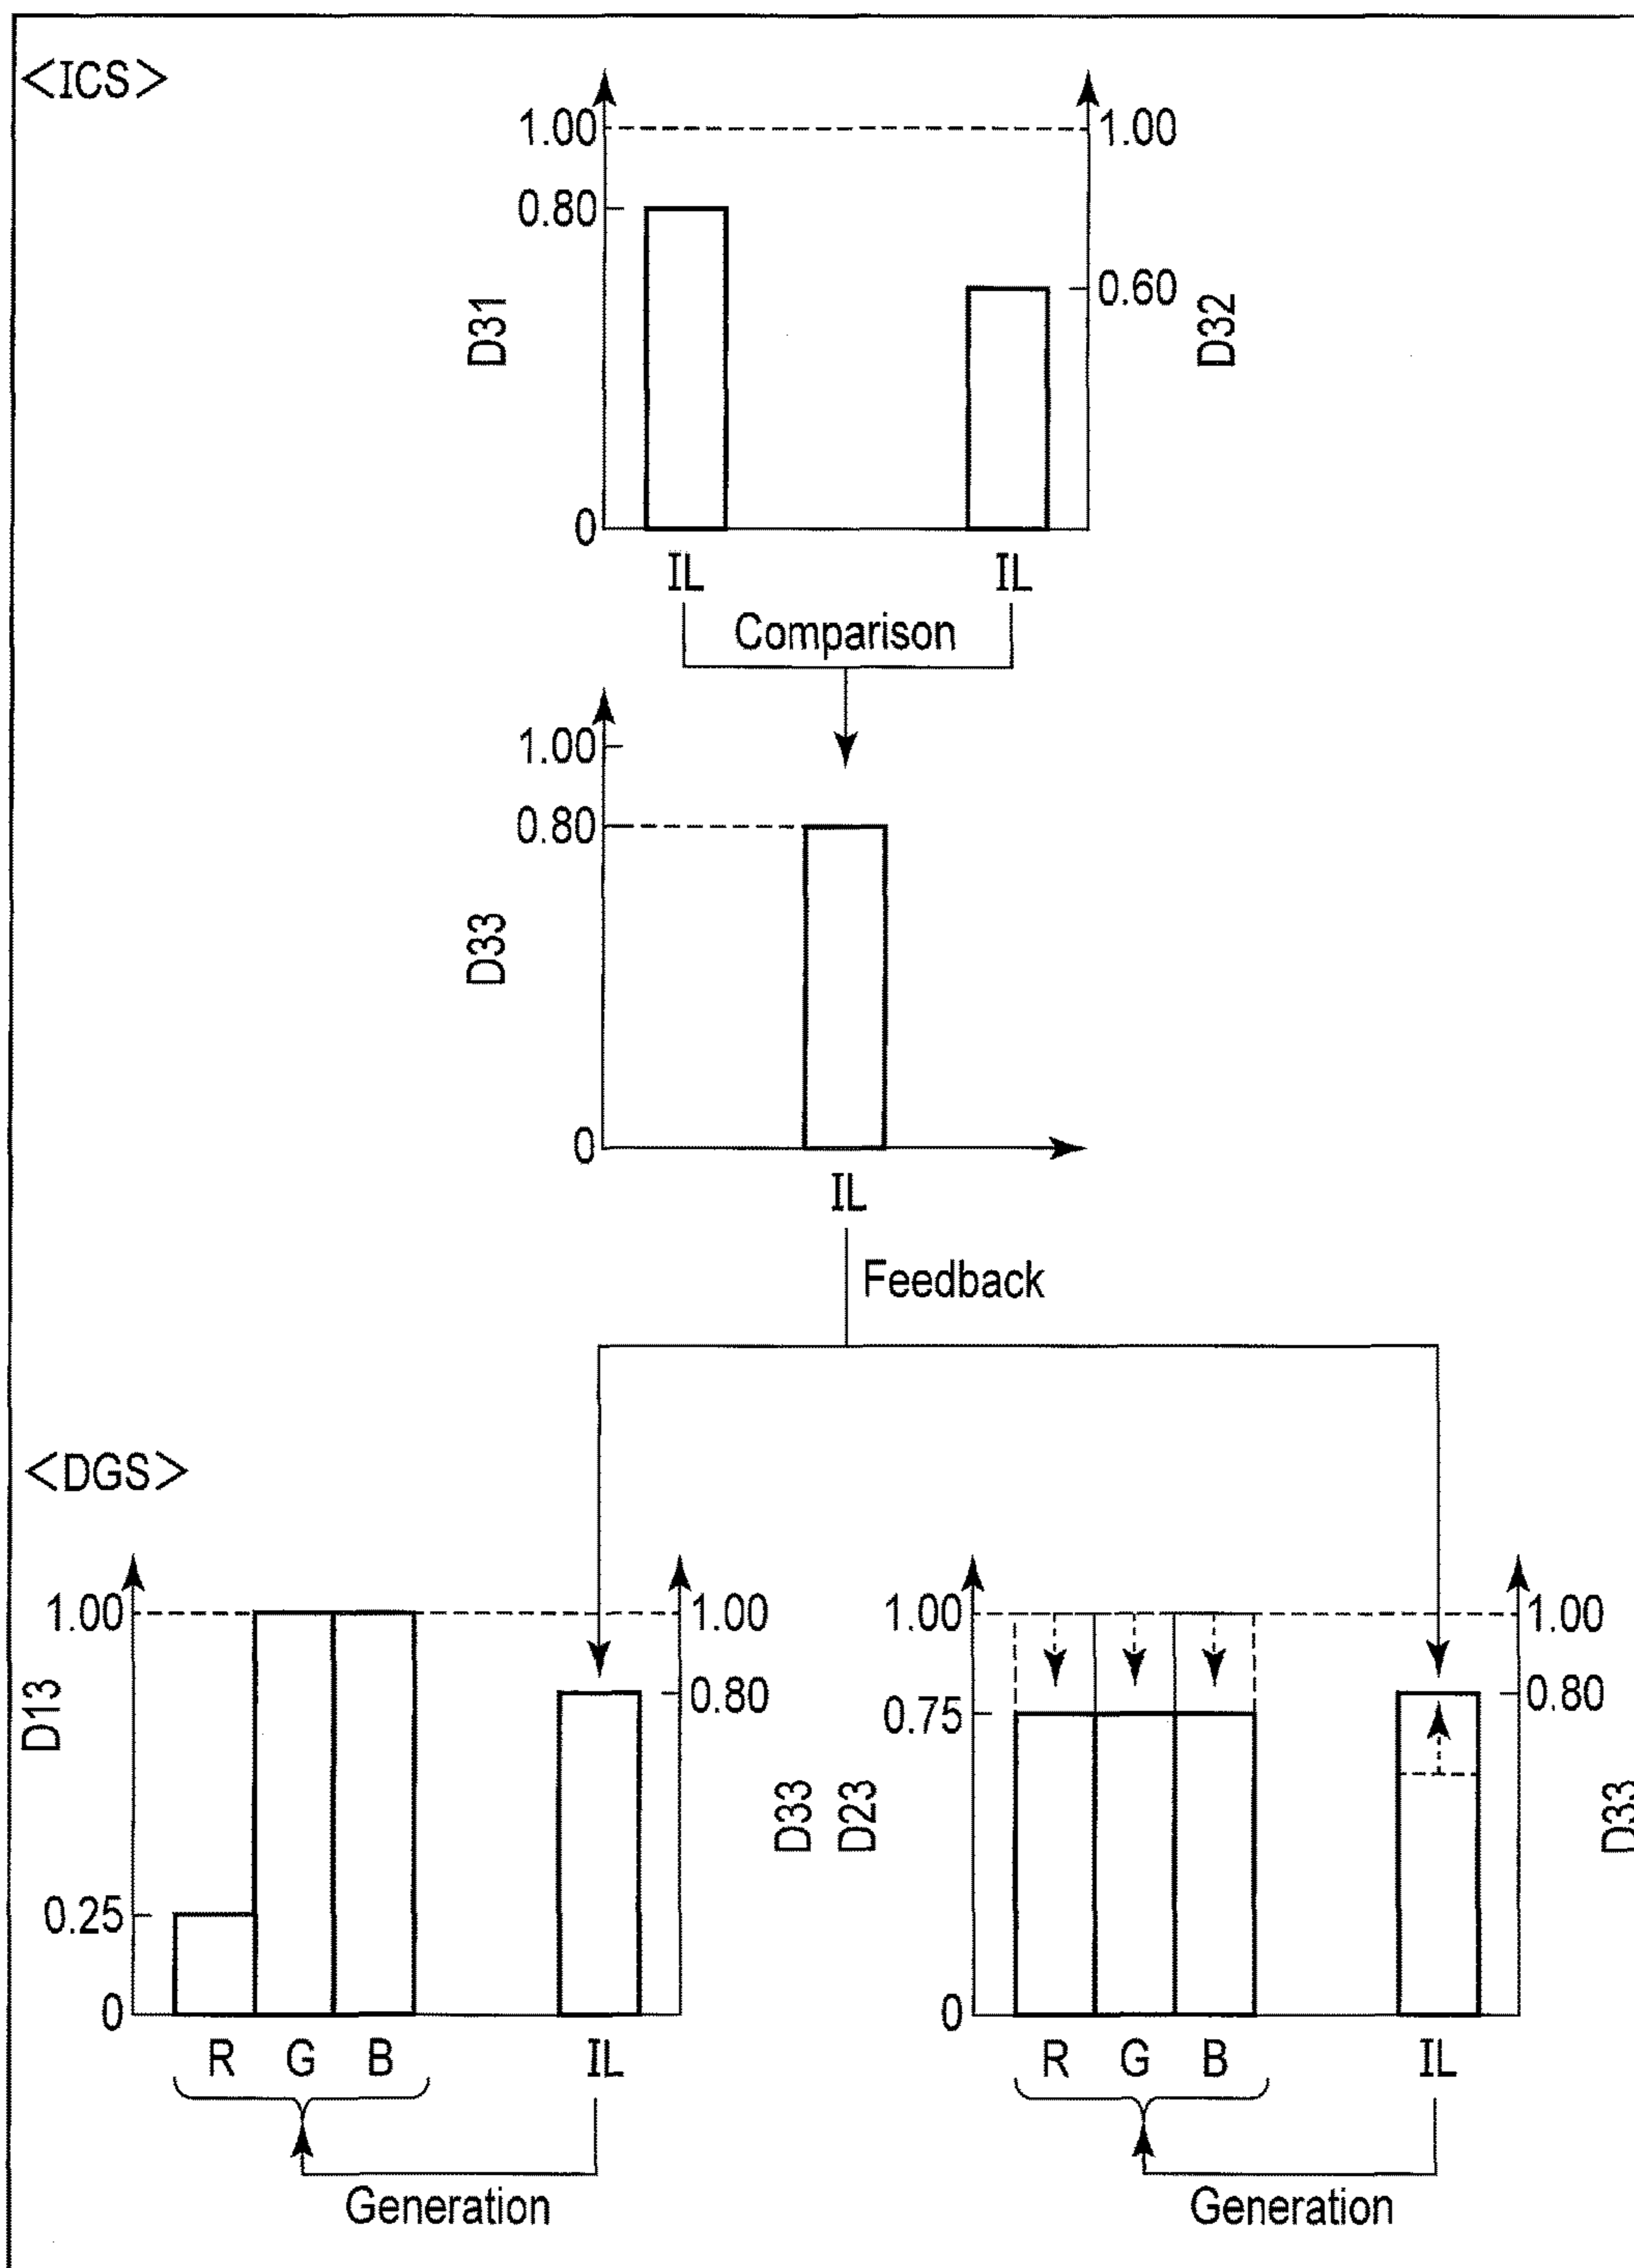 <ICS>
1.00
1.00
0.80
0.60
D31
D32
0
IL
IL
Comparison
1.00
0.80
D33
0
IL
Feedback
<DGS>
1.00
1.00
0.80
D13
0.25
0
D33
R G B
IL
Generation
1.00
1.00
0.80
0.75
D23
D33
0
R G B
IL
Generation